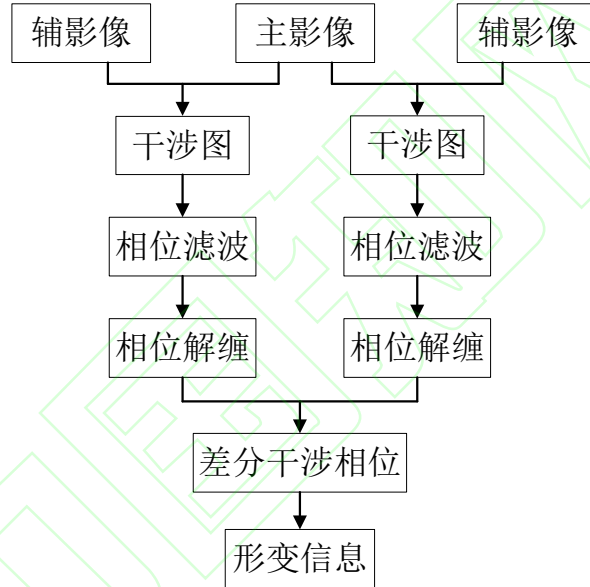 辅影像 主影像 辅影像
干涉图 干涉图
相位滤波 相位滤波
相位解缠 相位解缠
差分干涉相位
形变信息